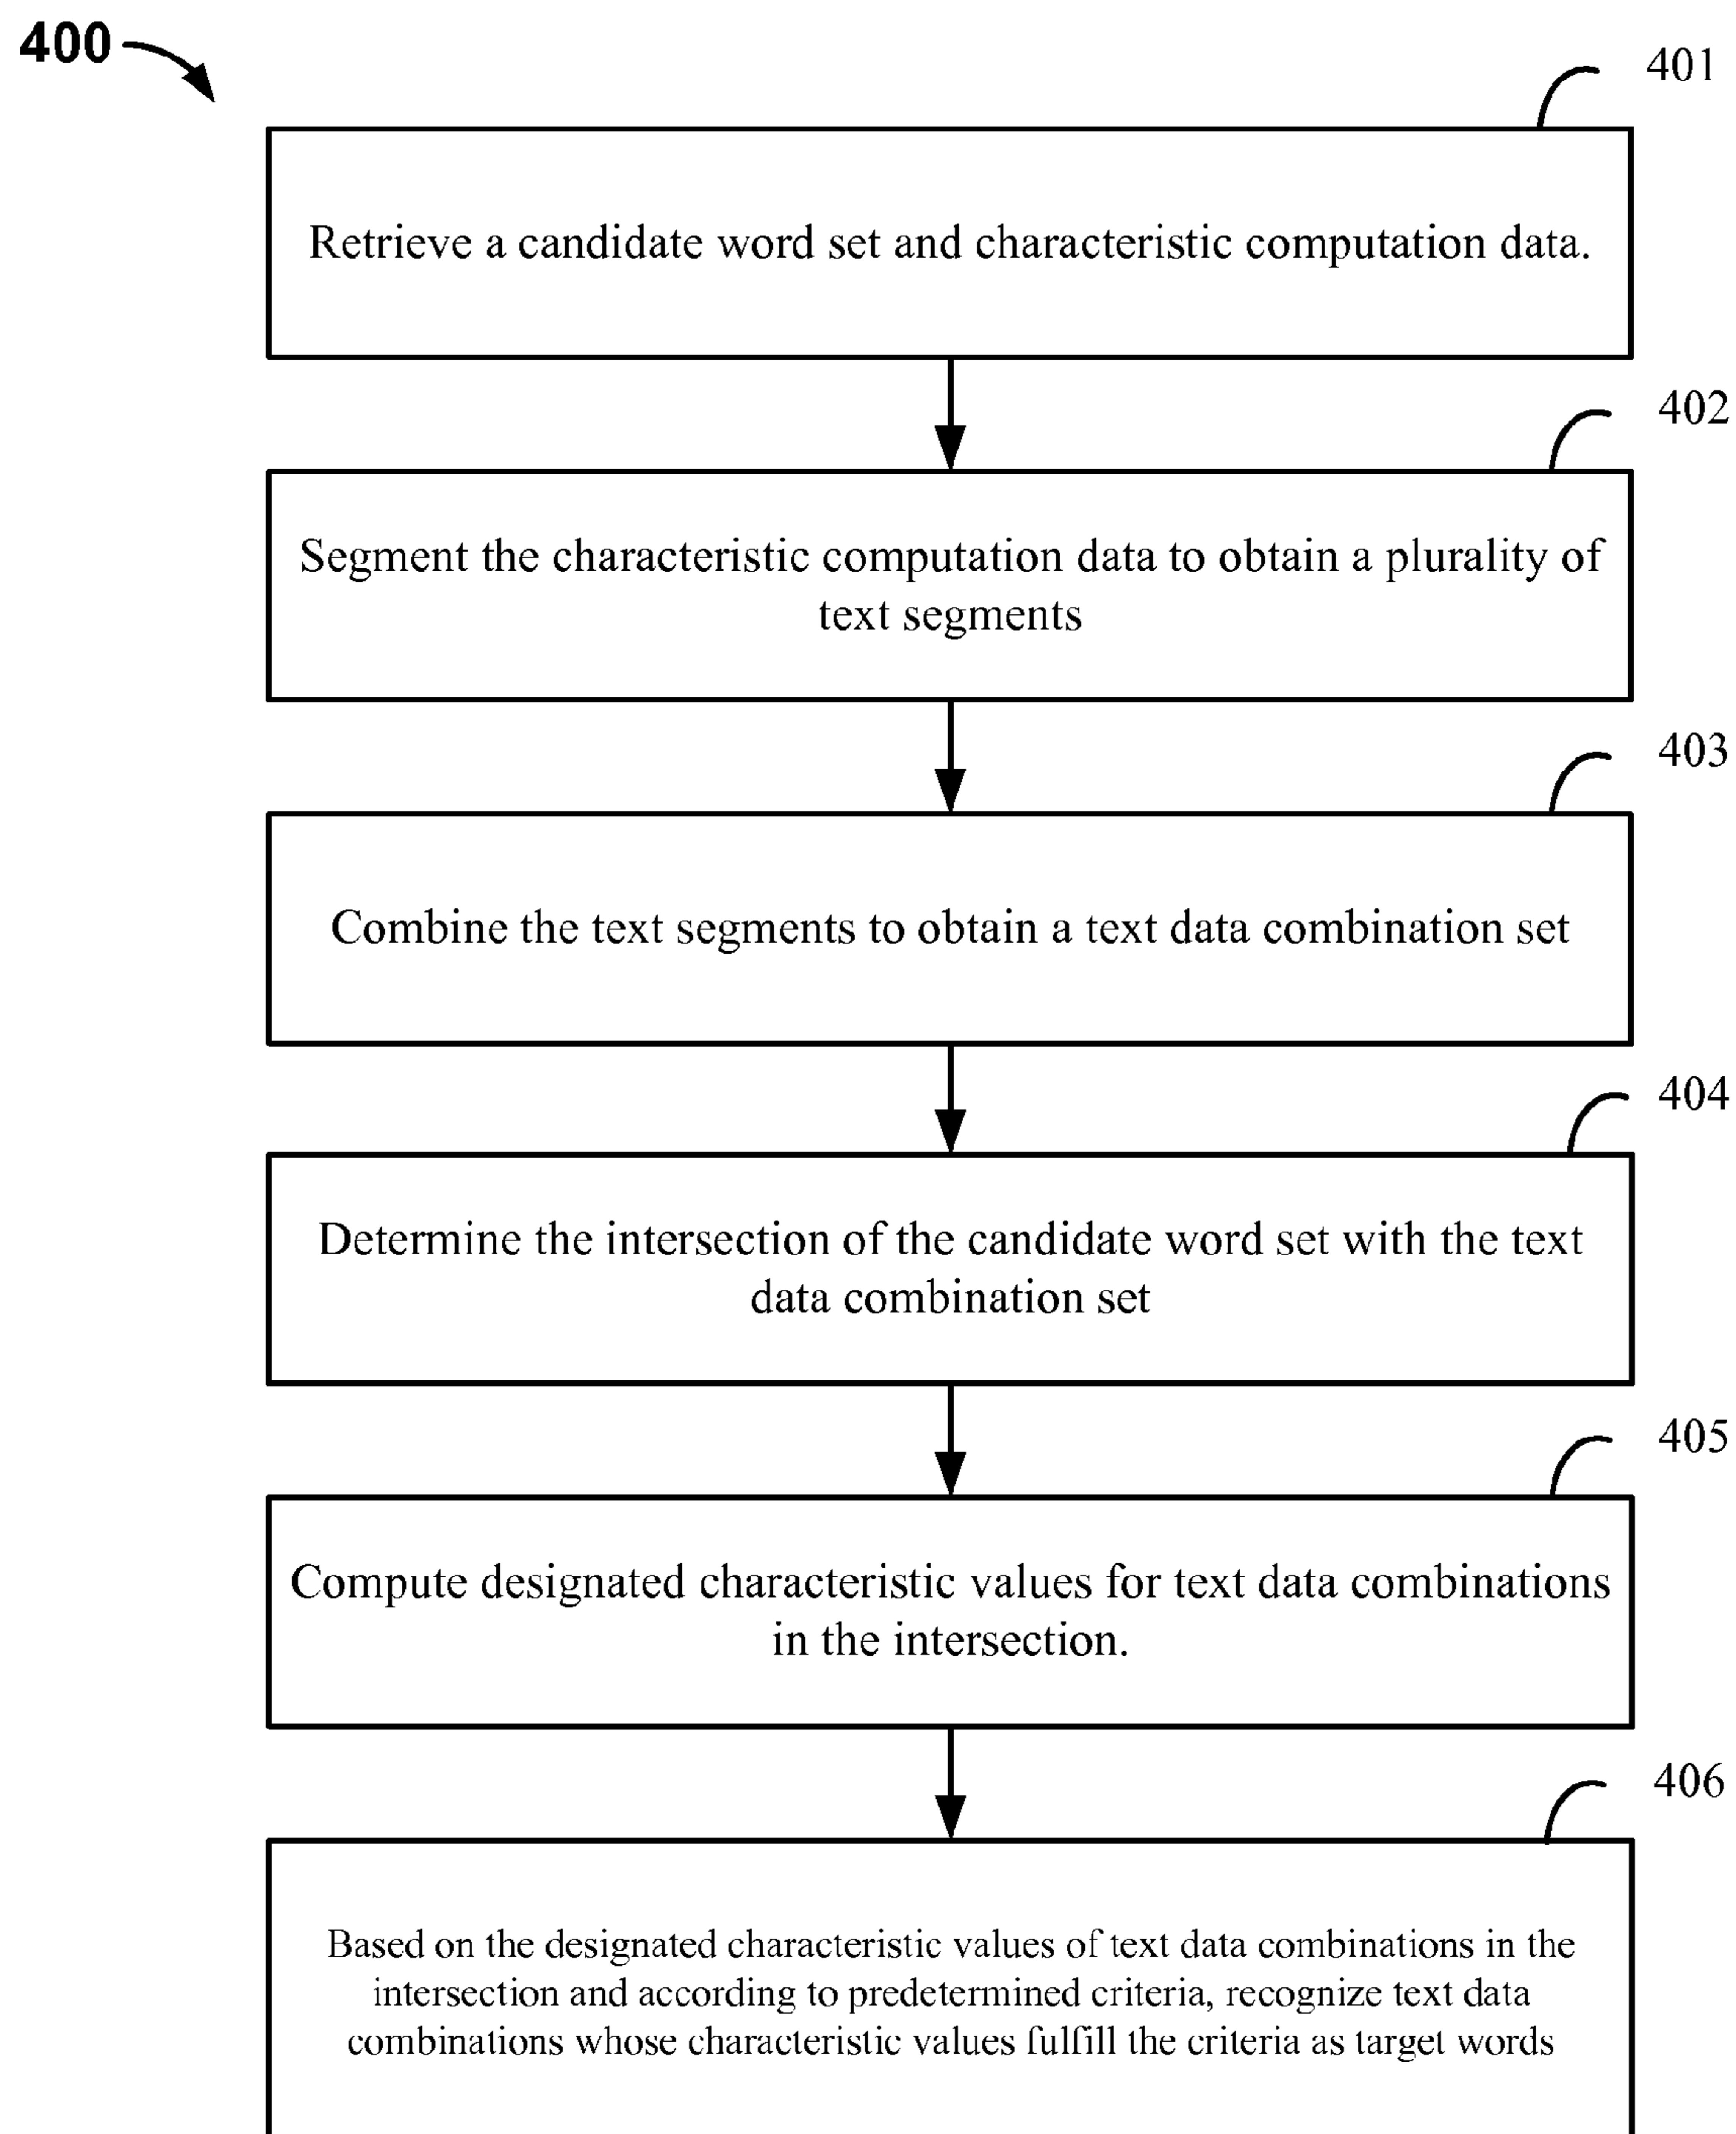 400
401
Retrieve a candidate word set and characteristic computation data.
402
Segment the characteristic computation data to obtain a plurality of
text segments
403
Combine the text segments to obtain a text data combination set
404
Determine the intersection of the candidate word set with the text
data combination set
405
Compute designated characteristic values for text data combinations
in the intersection.
406
Based on the designated characteristic values of text data combinations in the
intersection and according to predetermined criteria, recognize text data
combinations whose characteristic values fulfill the criteria as target words